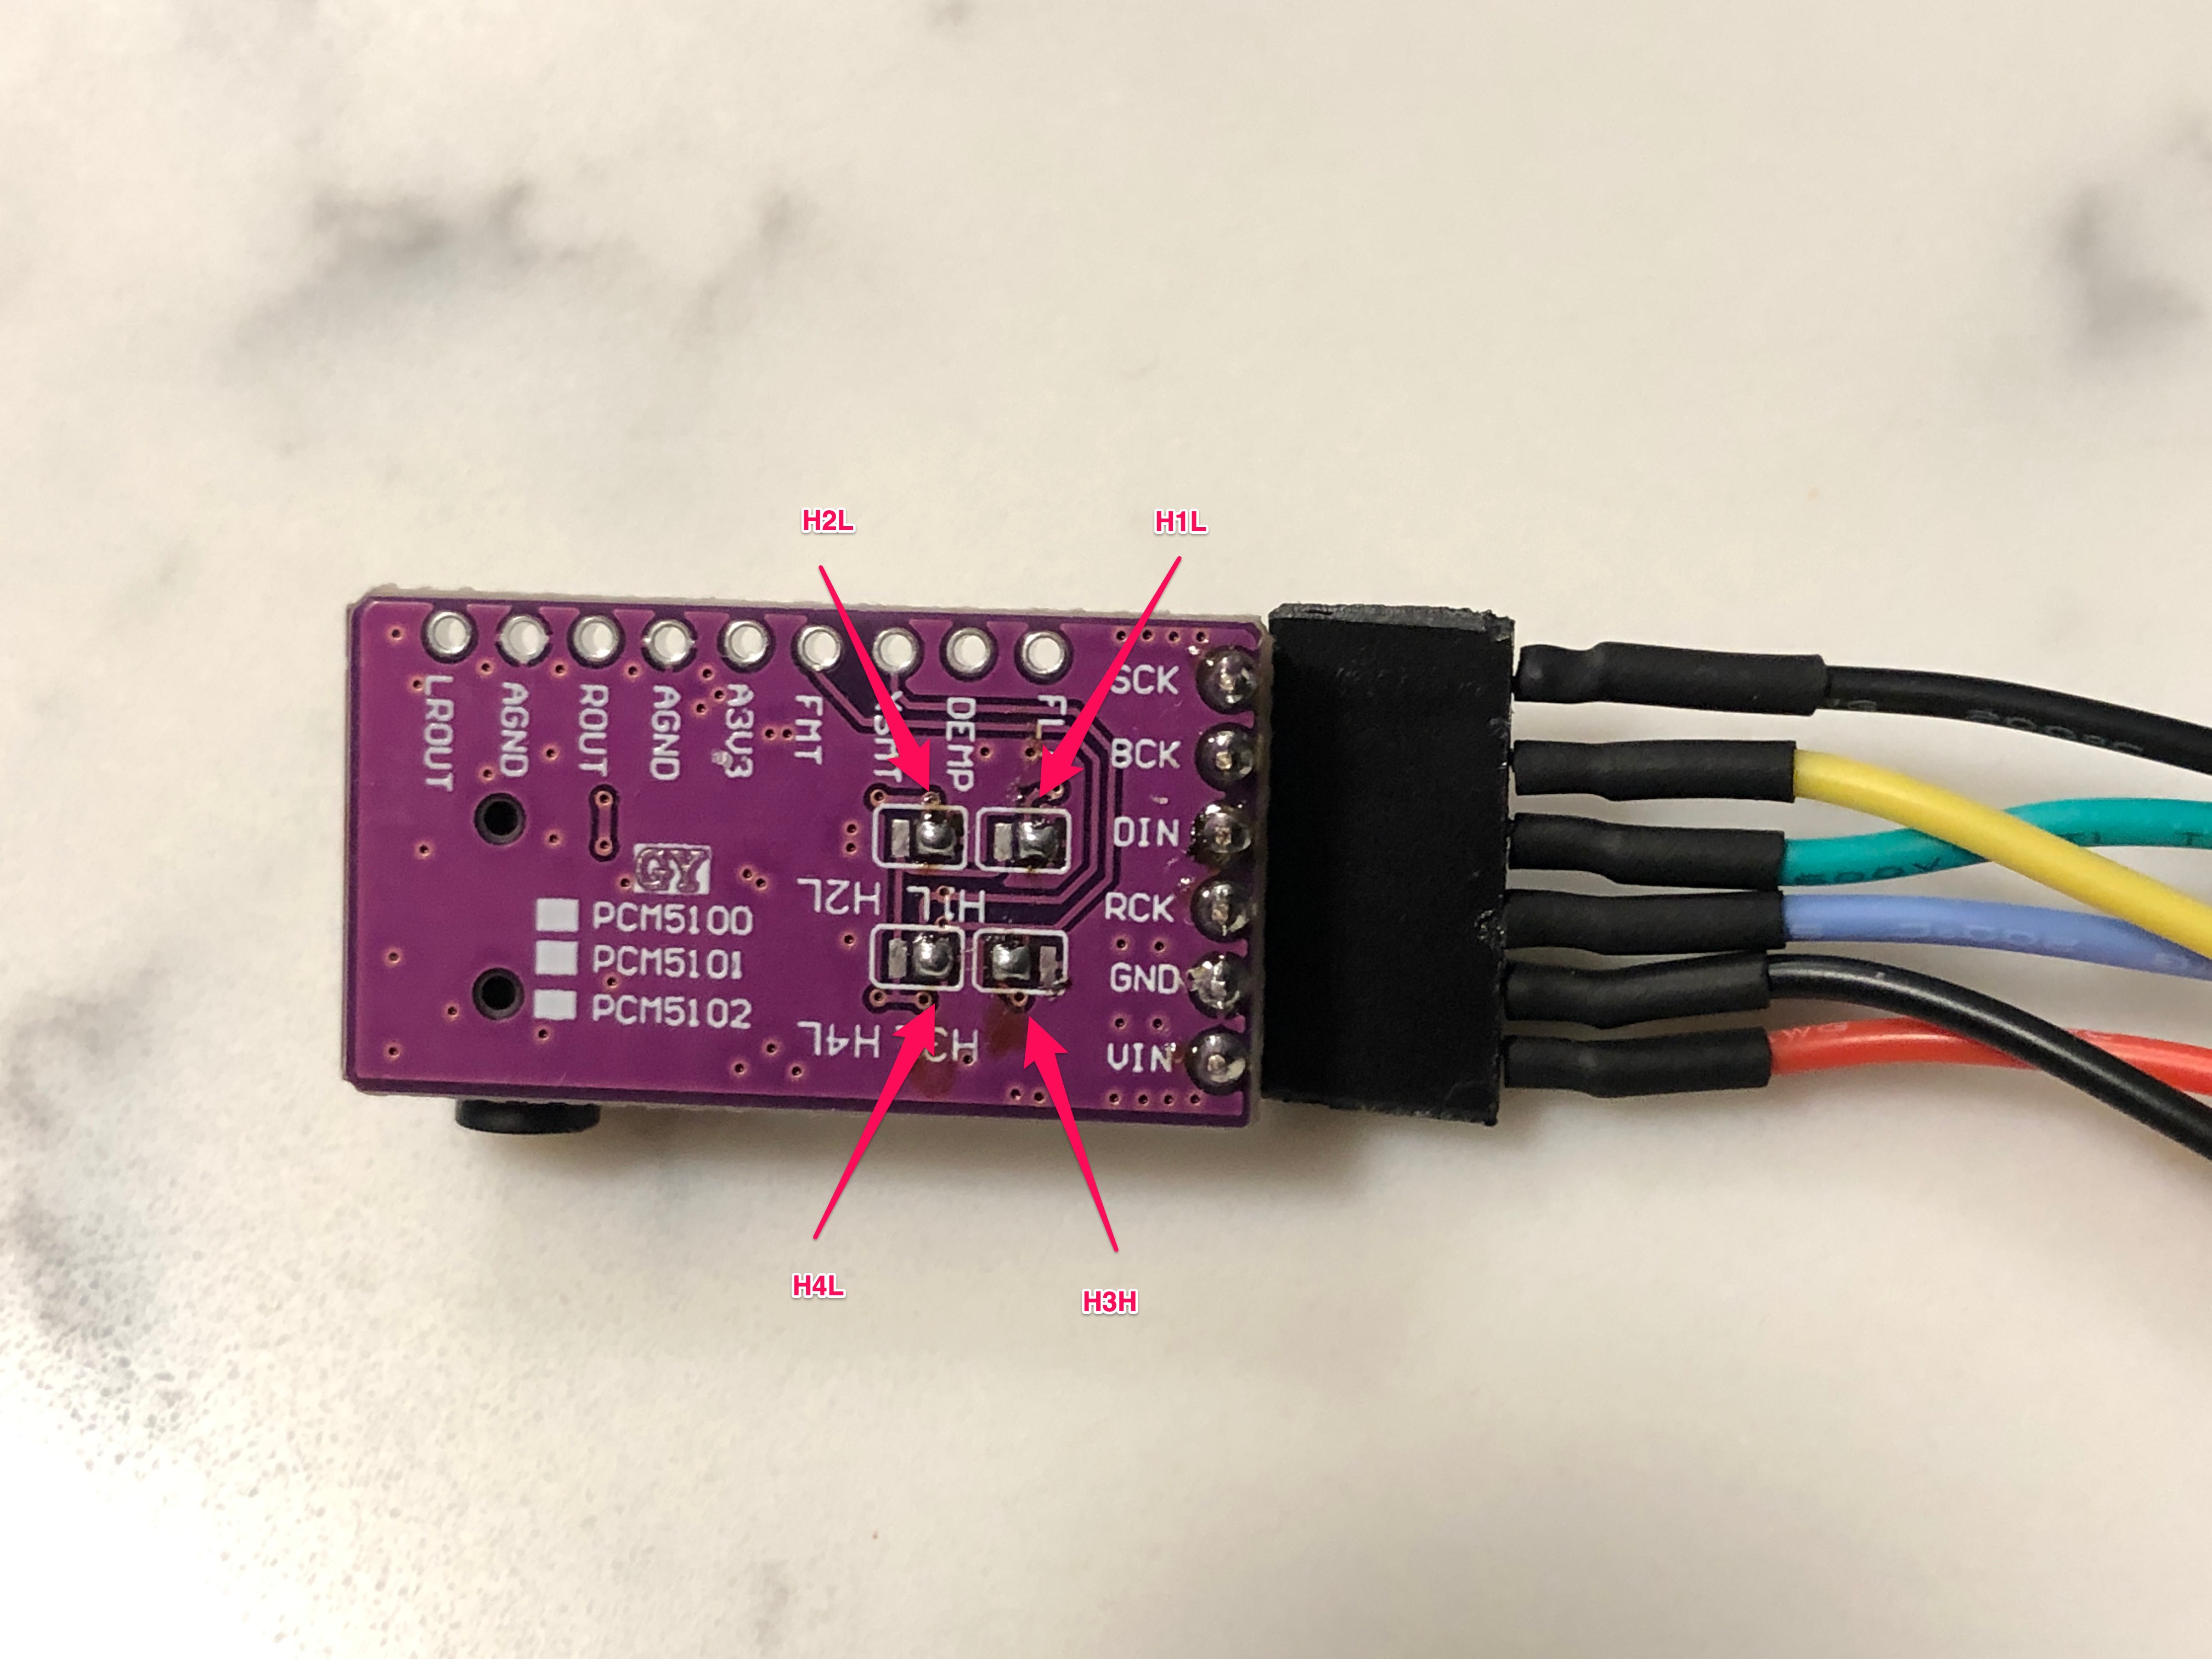 H2L
H1L
LROUT
AGND
ROUT
AGND
A3V3
FMT
DEMP
SCK
BCK
DIN
RCK
GND
VIN
H2L
H1L
GY
PCM5100
PCM5101
PCM5102
H4L
H4L
H3H